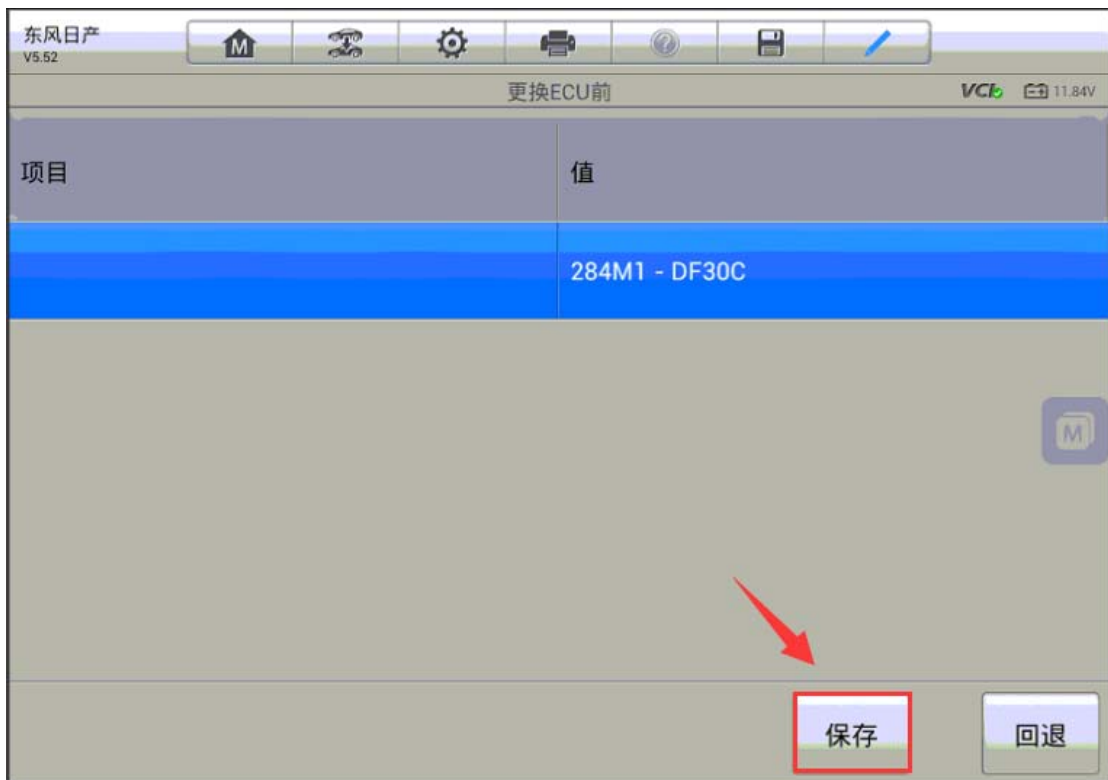 东风日产
V5.52
M
更换ECU前
VCI
11.84V
项目
值
284M1 - DF30C
M
保存
回退